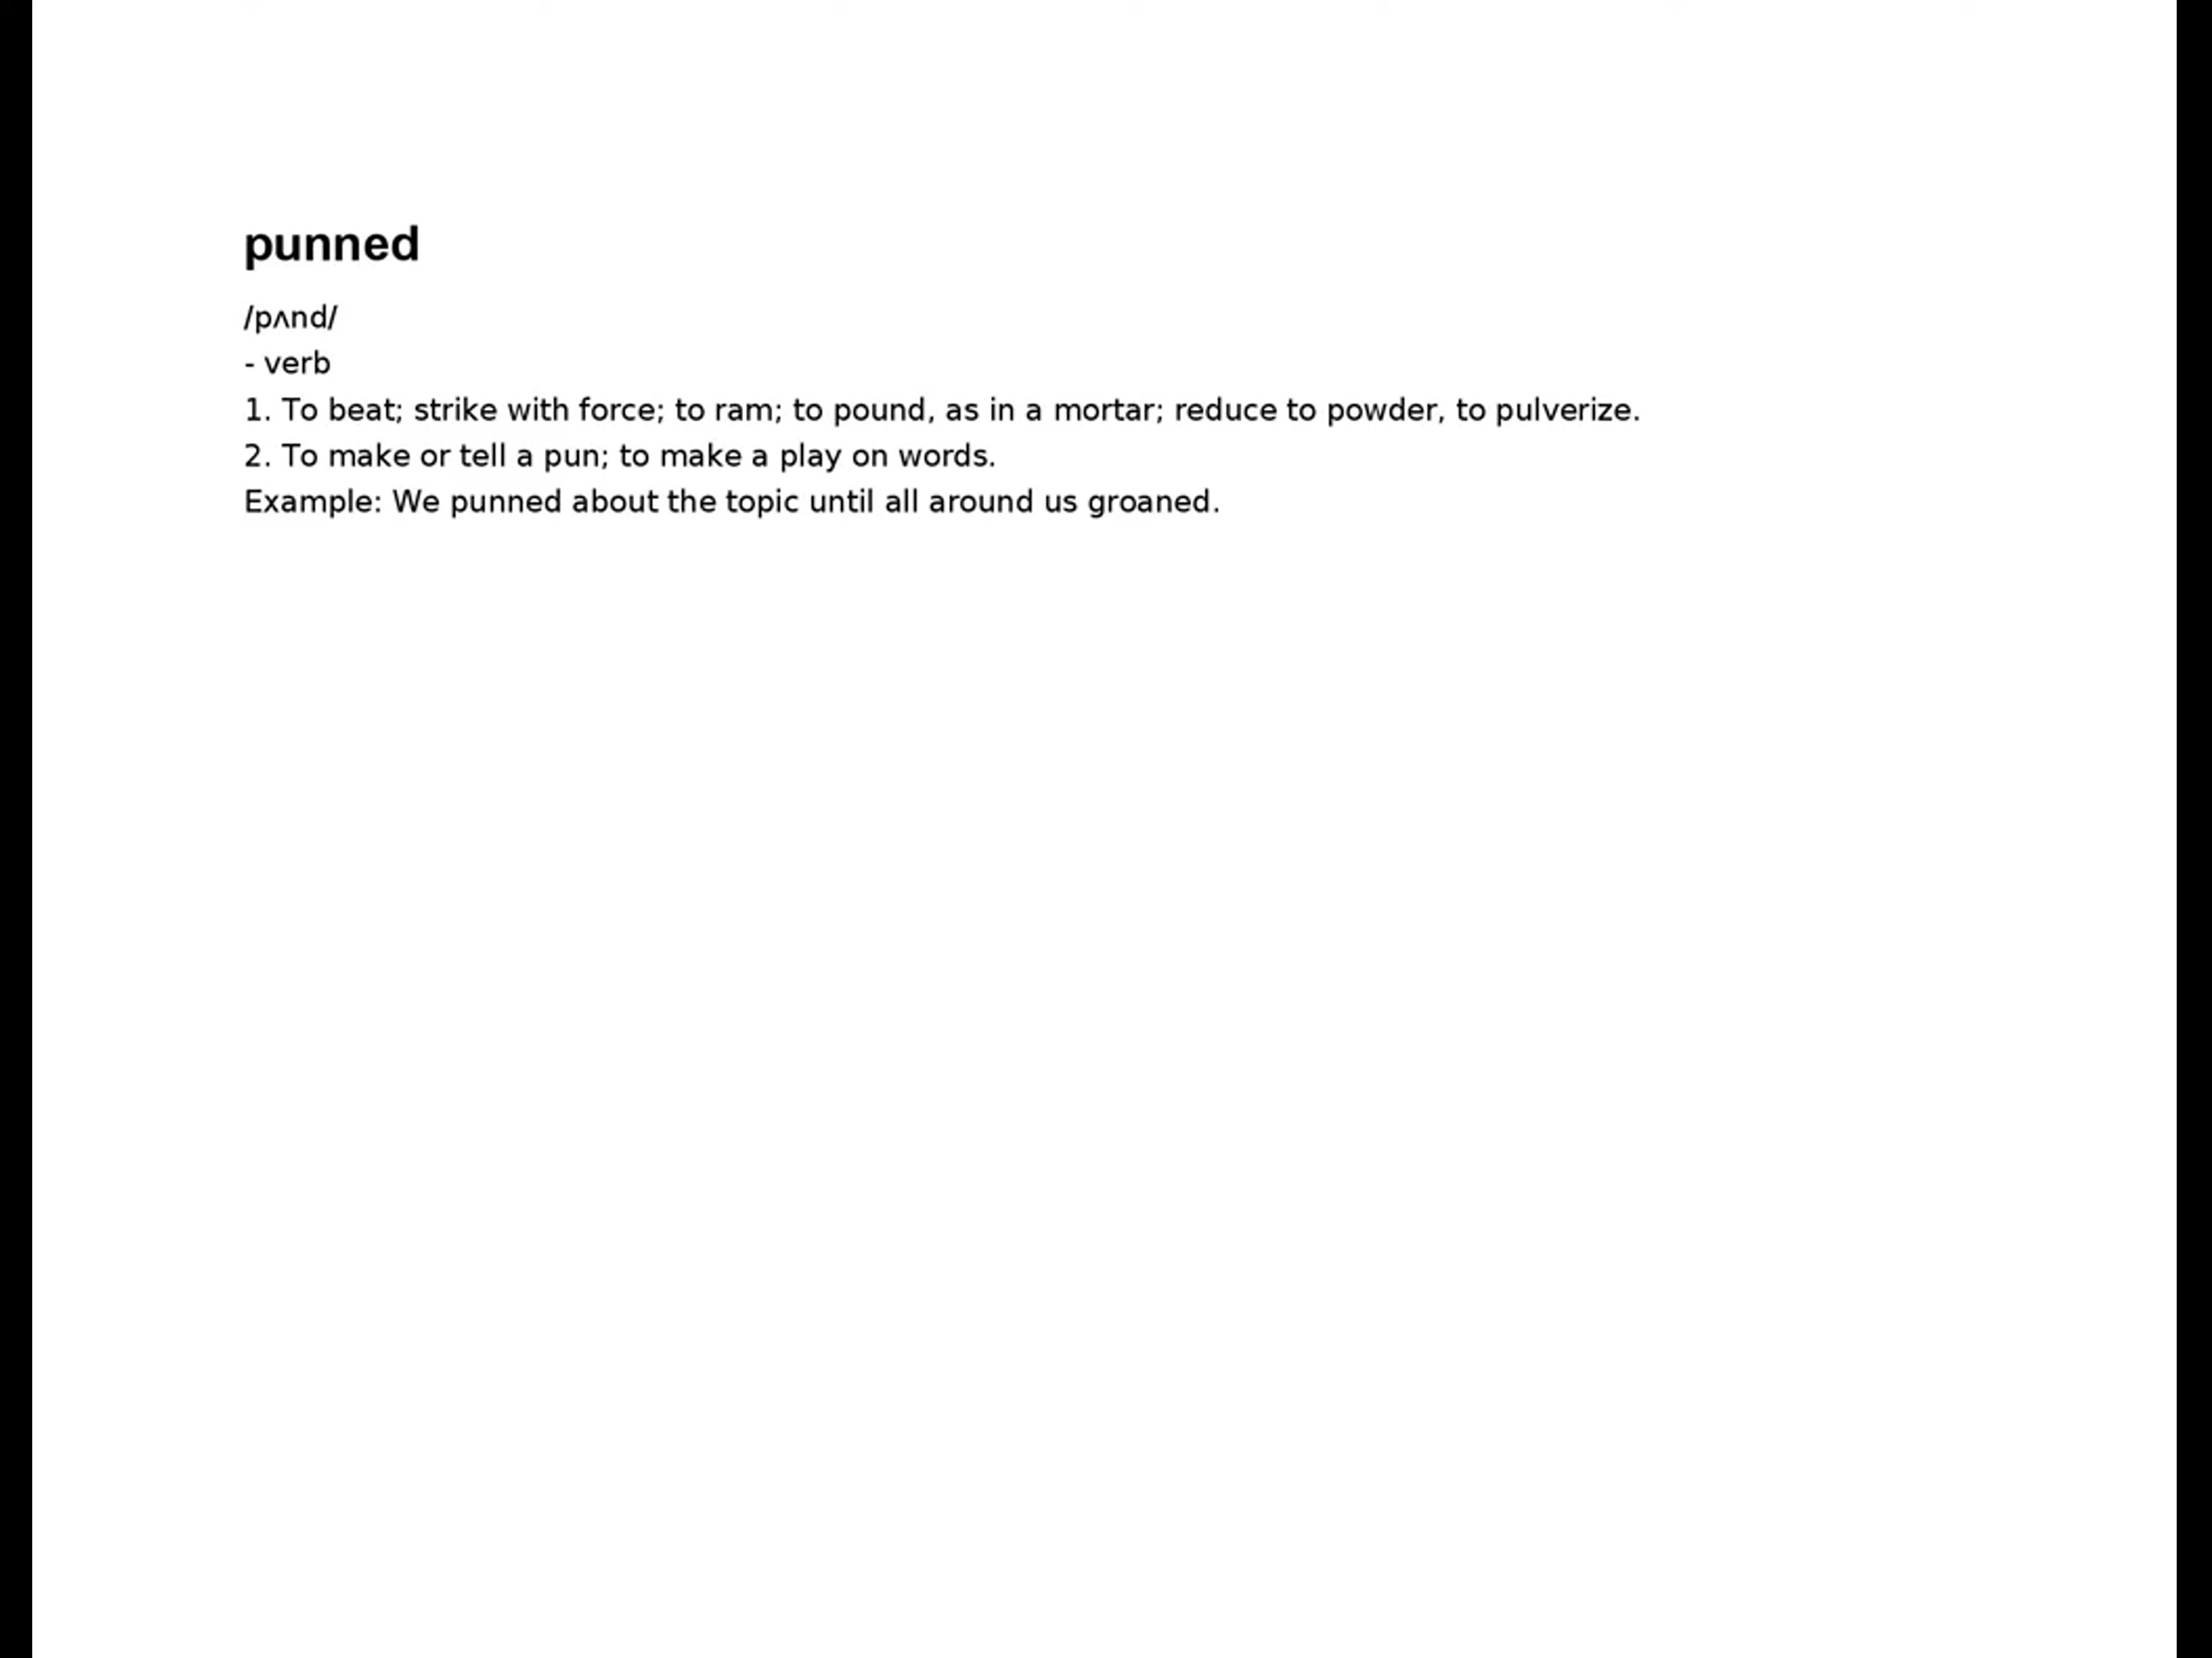 punned
/pʌnd/
- verb
1. To beat; strike with force; to ram; to pound, as in a mortar; reduce to powder, to pulverize.
2. To make or tell a pun; to make a play on words.
Example: We punned about the topic until all around us groaned.